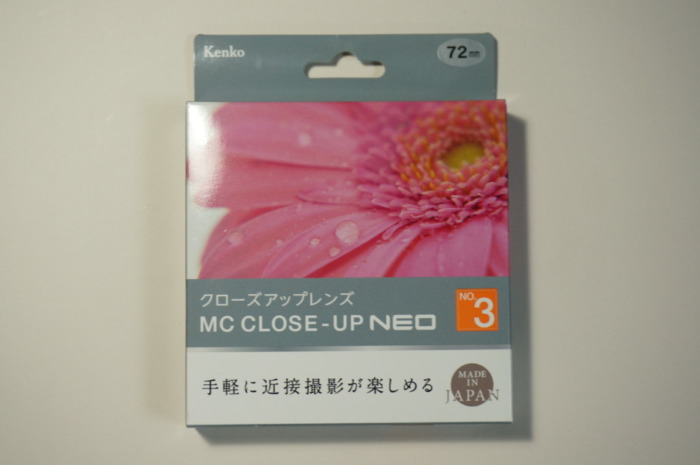 Kenko
72mm
クローズアップレンズ
MC CLOSE-UP NEO
NO.
3
手軽に近接撮影が楽しめる
MADE
IN
JAPAN